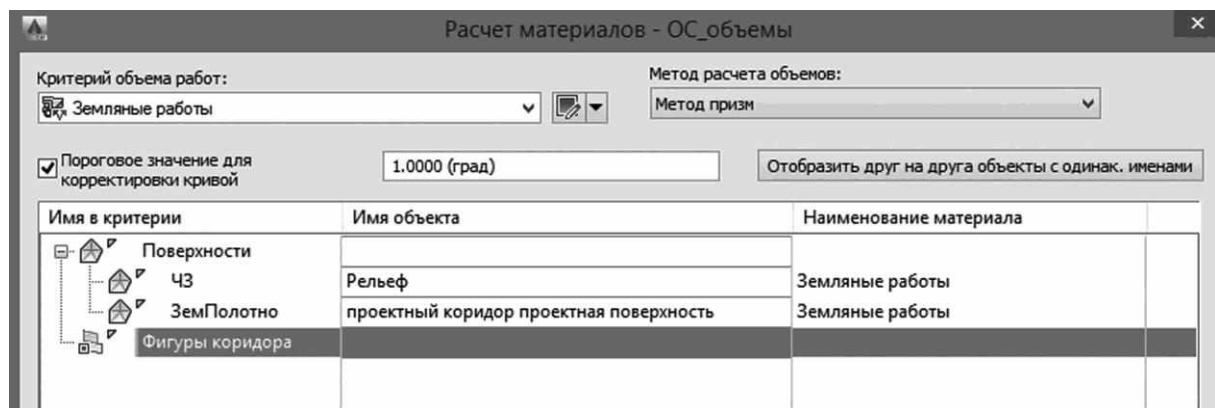 Расчет материалов - ОС_объемы
Критерий объема работ:
Метод расчета объемов:
Земляные работы
Метод призм
Пороговое значение для
корректировки кривой
1.0000 (град)
Отобразить друг на друга объекты с одинак. именами
Имя в критерии Имя объекта Наименование материала
Поверхности
ЧЗ Рельеф Земляные работы
ЗемПолотно проектный коридор проектная поверхность Земляные работы
Фигуры коридора